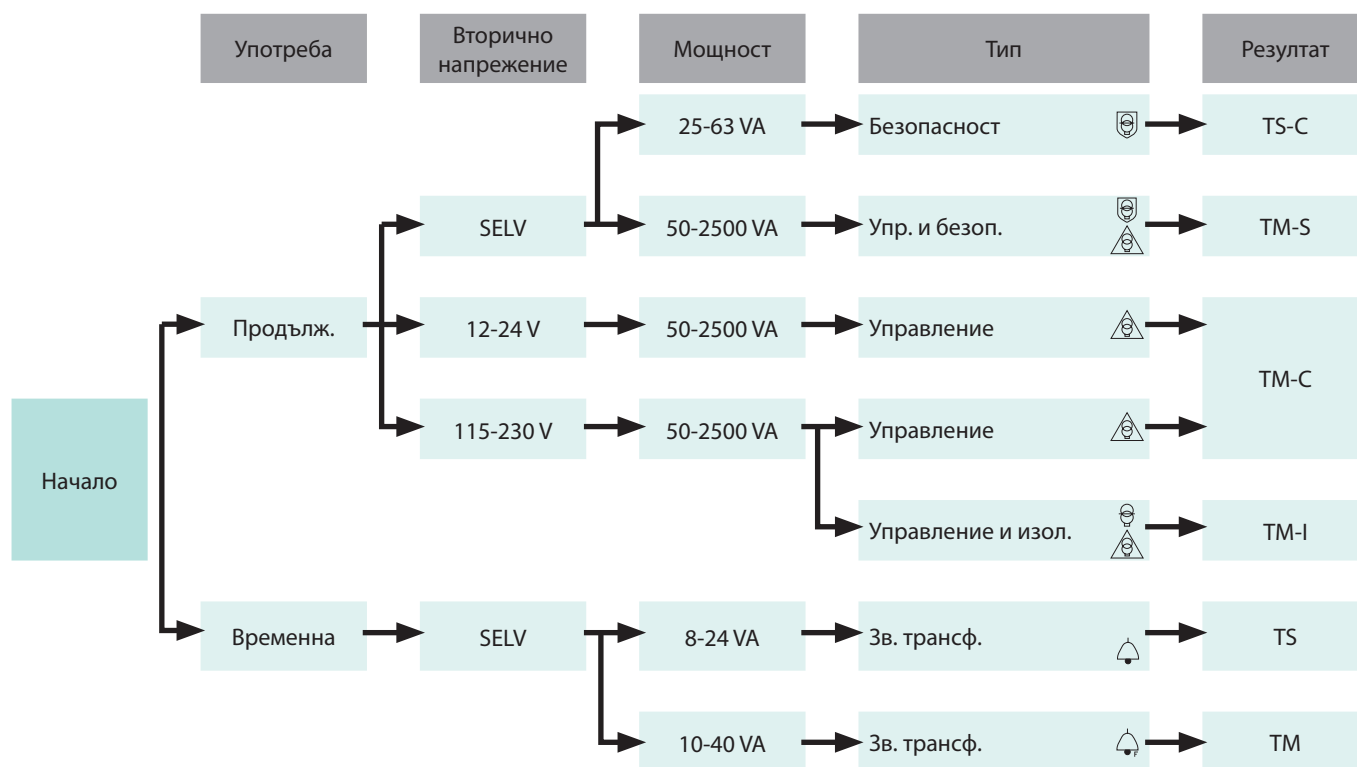 Употреба
Вторично
напрежение
Мощност
Тип
Резултат
25-63 VA
Безопасност
TS-C
SELV
50-2500 VA
Упр. и безоп.
TM-S
Продълж.
12-24 V
50-2500 VA
Управление
TM-C
115-230 V
50-2500 VA
Управление
Начало
Управление и изол.
TM-I
Временна
SELV
8-24 VA
Зв. трансф.
TS
10-40 VA
Зв. трансф.
F
TM